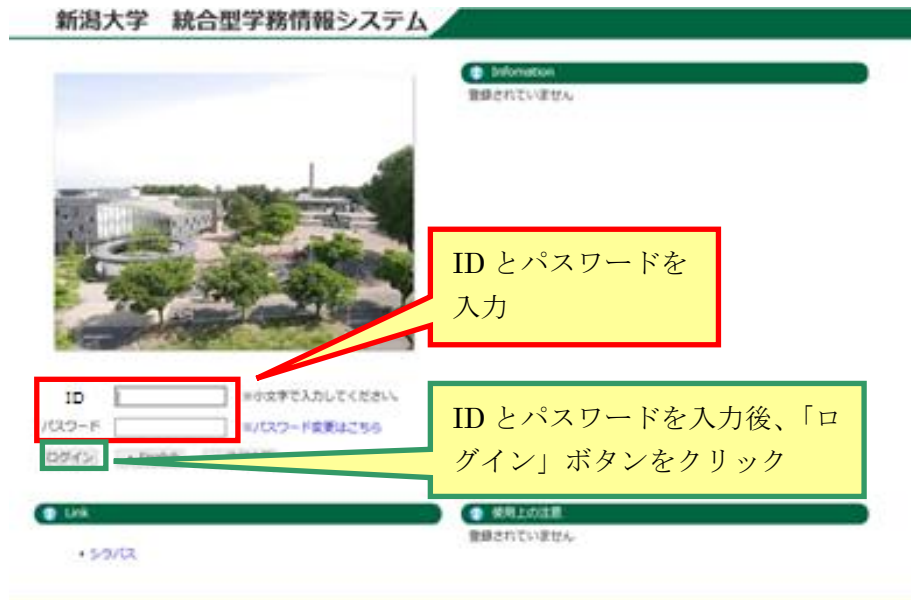 新潟大学　統合型学務情報システム
Infomation
登録されていません
IDとパスワードを
入力
ID
※小文字で入力してください。
パスワード
※パスワード変更はこちら
ログイン
IDとパスワードを入力後、「ロ
グイン」ボタンをクリック
Link
使用上の注意
登録されていません
シラバス